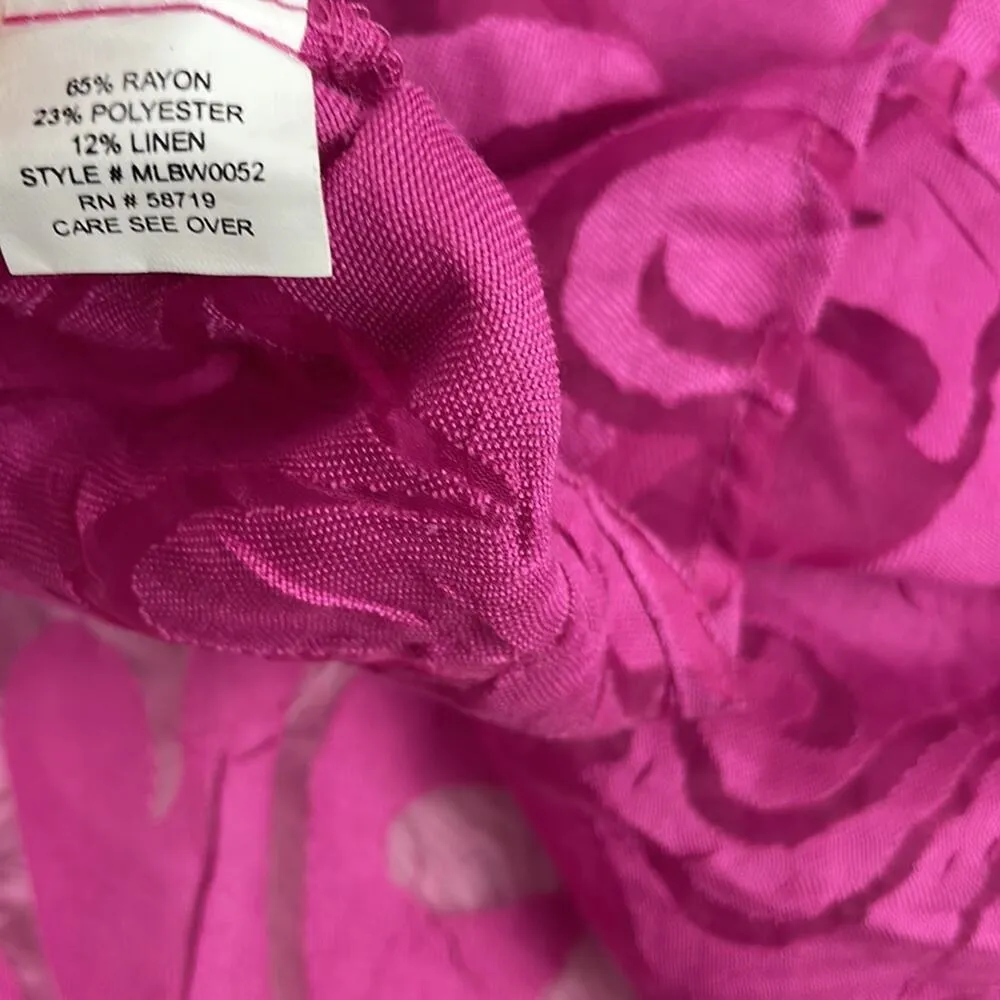 65% RAYON
23% POLYESTER
12% LINEN
STYLE # MLBW0052
RN # 58719
CARE SEE OVER